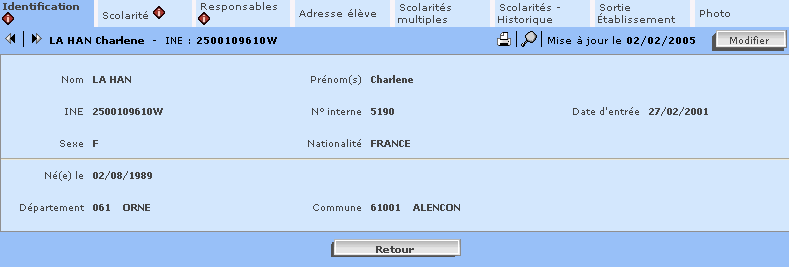 Identification Scolarité Responsables Adresse élève Scolarités multiples Scolarités - Historique Sortie Établissement Photo
LA HAN Charlene - INE : 2500109610W Mise à jour le 02/02/2005 Modifier
Nom LA HAN Prénom(s) Charlene
INE 2500109610W N° interne 5190 Date d'entrée 27/02/2001
Sexe F Nationalité FRANCE
Né(e) le 02/08/1989
Département 061 ORNE Commune 61001 ALENCON
Retour